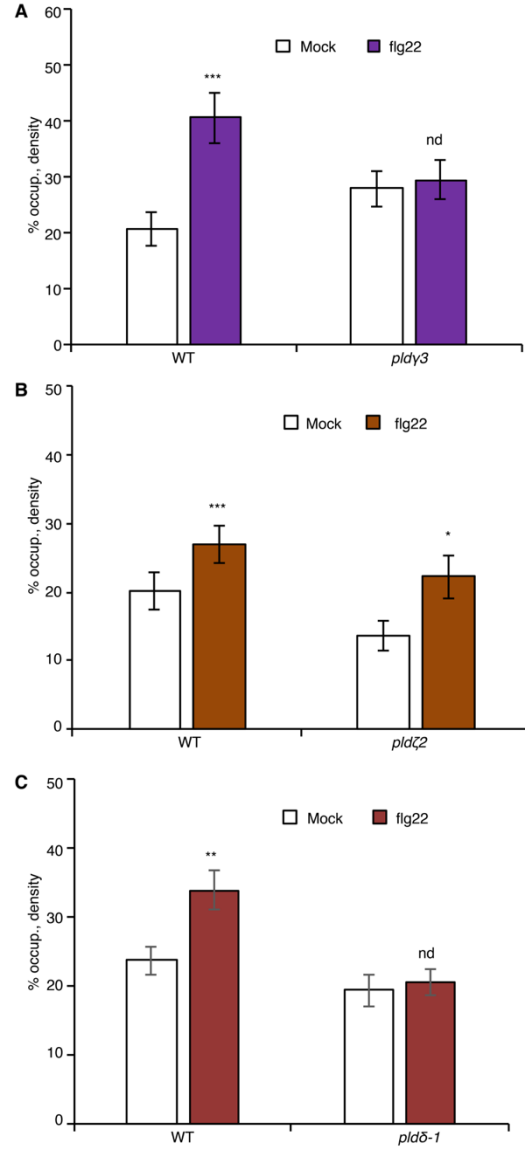 A
60
50
40
30
20
10
0
% occup., density
Mock
flg22
***
nd
WT
pldγ3
B
50
40
30
20
10
0
% occup., density
Mock
flg22
***
*
WT
pldζ2
C
50
40
30
20
10
0
% occup., density
Mock
flg22
**
nd
WT
pldδ-1